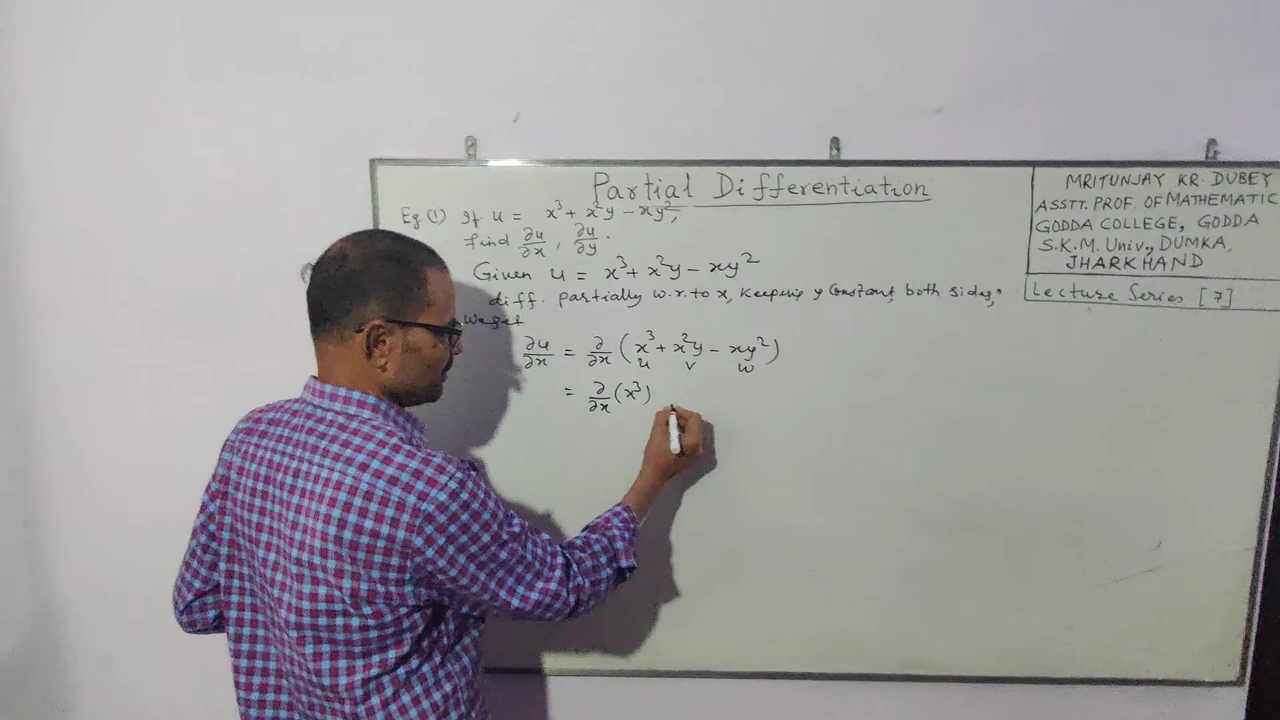 Partial Differentiation
Eg (1) If u = x³ + x²y - xy²,
find ∂u/∂x, ∂u/∂y.
Given u = x³ + x²y - xy²
diff. partially w.r.to x, keeping y Constant, both sides,
we get
∂u/∂x = ∂/∂x (x³ + x²y - xy²)
u v w
= ∂/∂x (x³)
MRITUNJAY KR. DUBEY
ASSTT. PROF. OF MATHEMATIC
GODDA COLLEGE, GODDA
S.K.M. Univ., DUMKA,
JHARKHAND
Lecture Series [7]